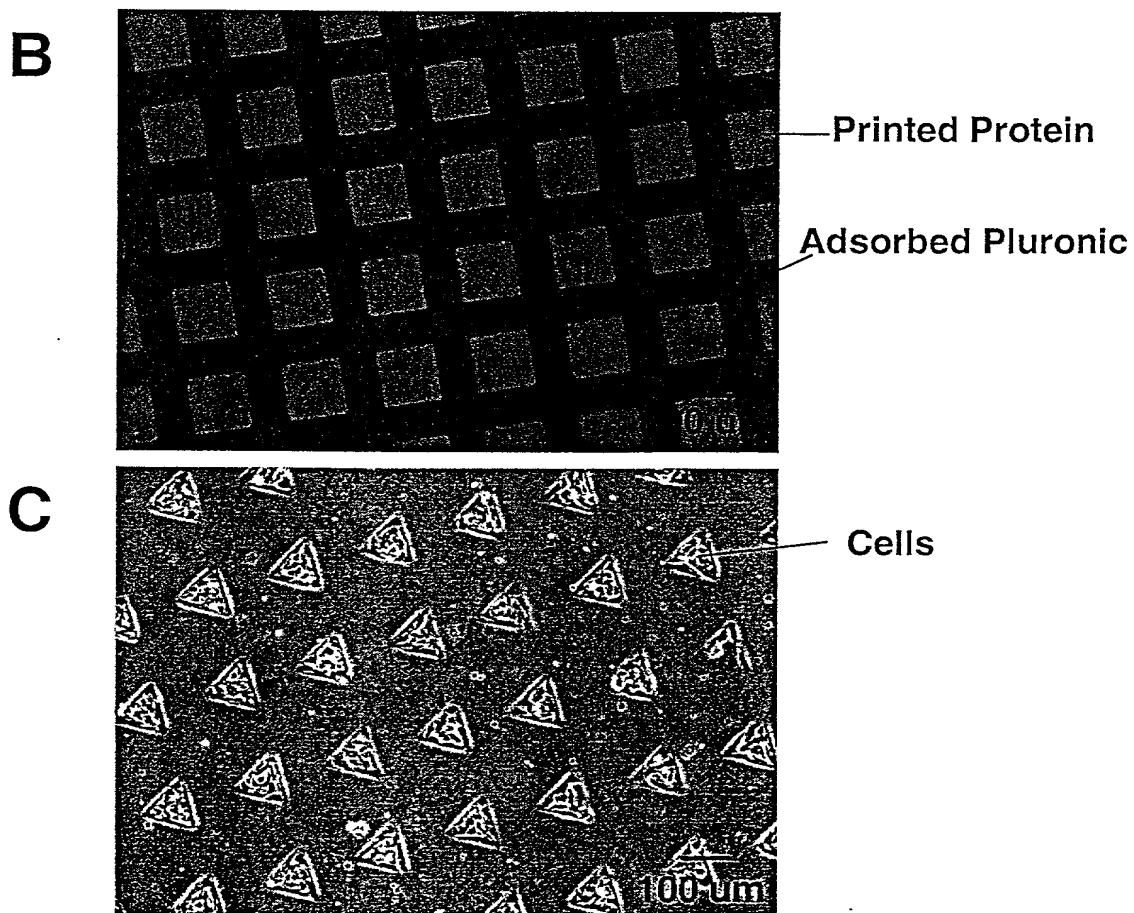 B
Printed Protein
Adsorbed Pluronic
C
Cells
100 um